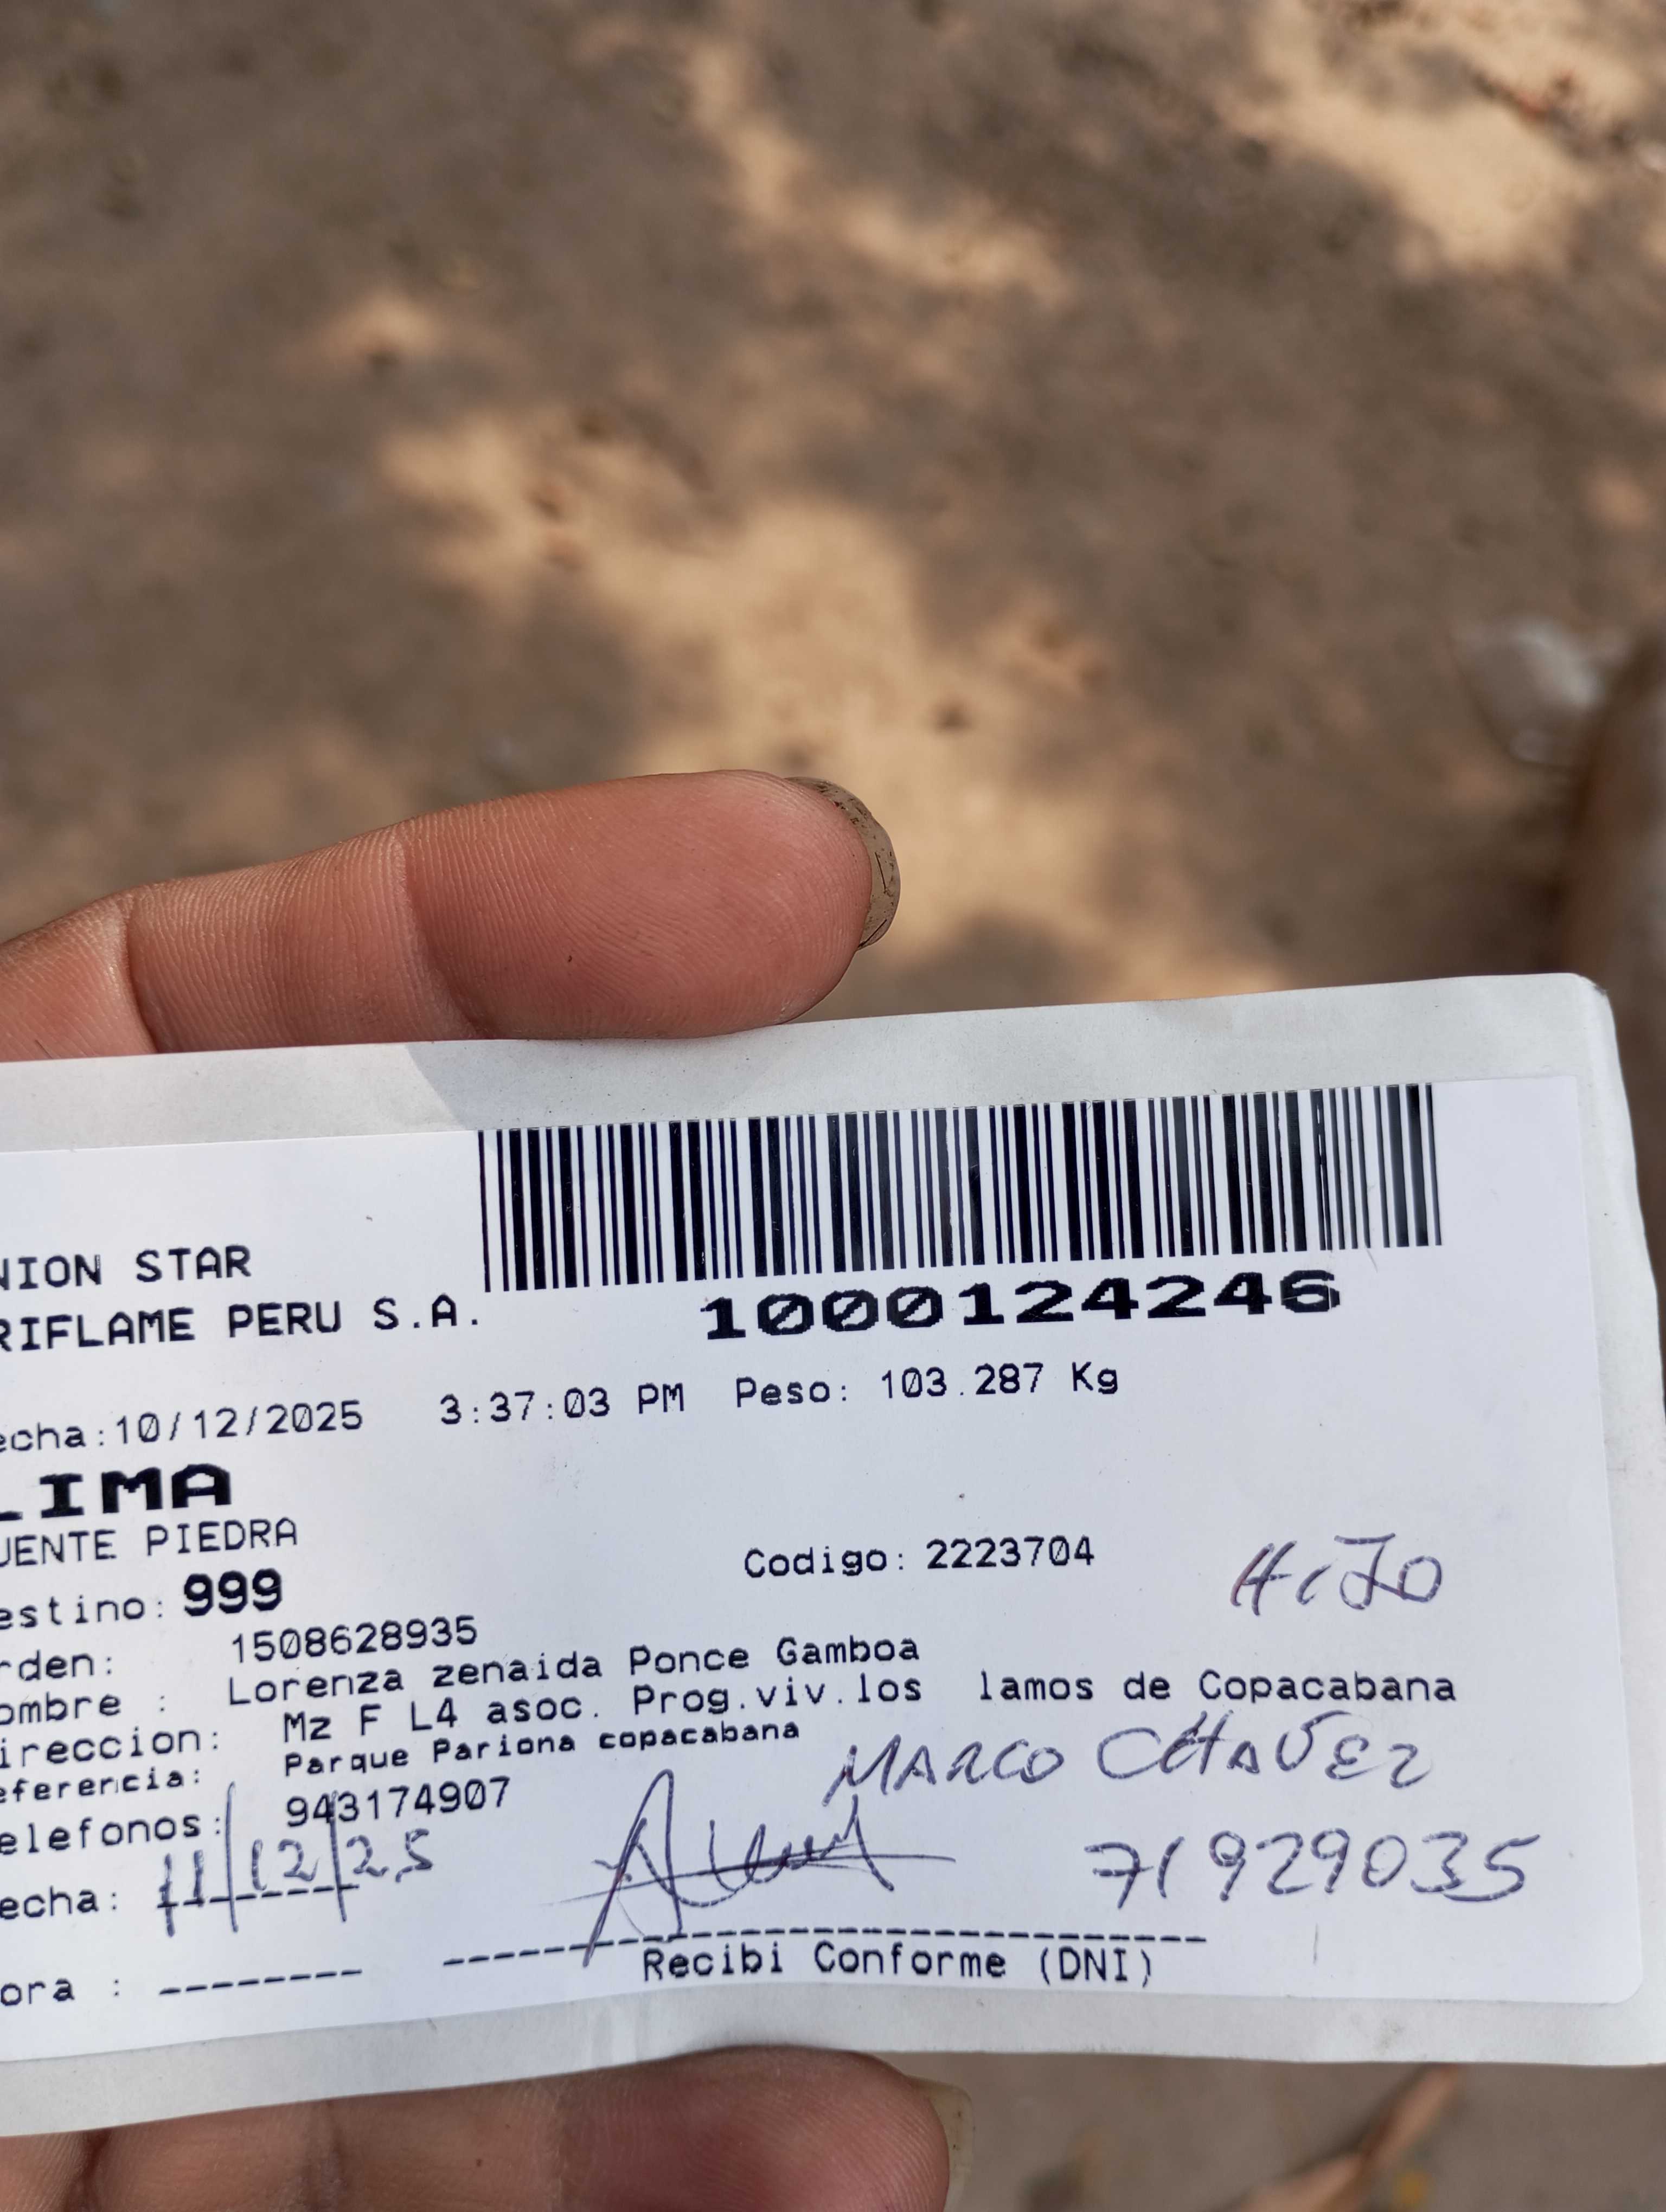 NION STAR
RIFLAME PERU S.A.
1000124246
echa:10/12/2025 3:37:03 PM Peso: 103.287 Kg
LIMA
UENTE PIEDRA
Codigo: 2223704 HiJO
estino: 999
rden: 1508628935
ombre : Lorenza zenaida Ponce Gamboa
ireccion: Mz F L4 asoc. Prog.viv.los lamos de Copacabana
eferencia: Parque Pariona copacabana
MARCO CHAVEZ
elefonos: 943174907
echa: 11/12/25
71929035
Recibi Conforme (DNI)
ora :